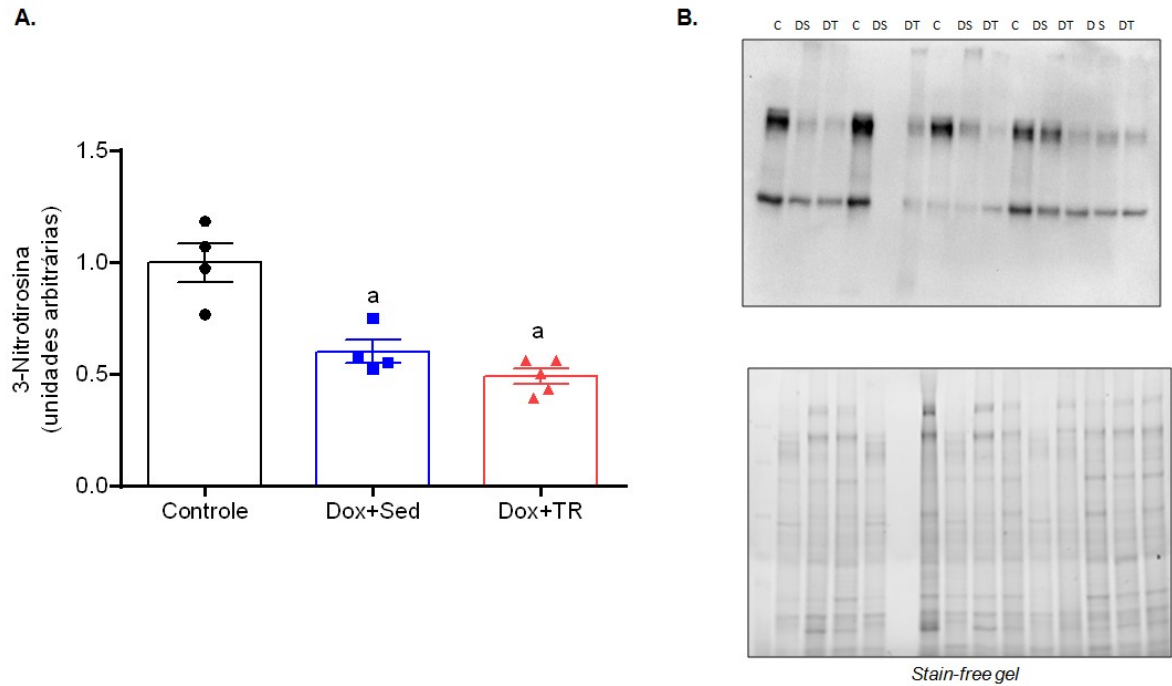 A.
3-Nitrotirosina
(unidades arbitrárias)
1.5
1.0
0.5
0.0
a
a
Controle
Dox+Sed
Dox+TR
B.
C DS DT C DS DT C DS DT C DS DT D S DT
Stain-free gel